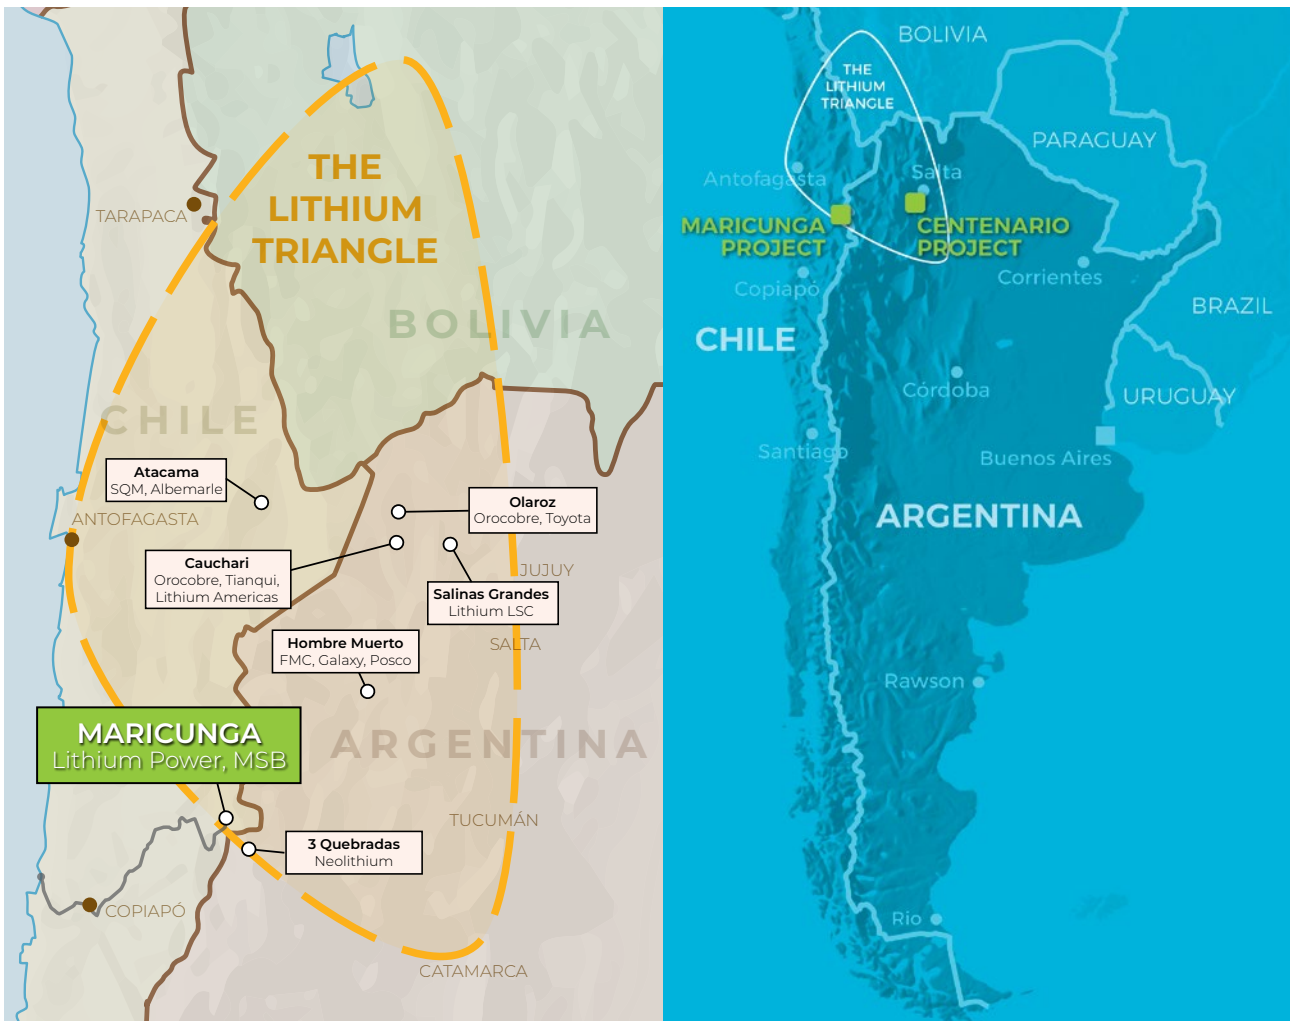 THE
LITHIUM
TRIANGLE
TARAPACA
BOLIVIA
CHILE
Atacama
SQM, Albemarle
ANTOFAGASTA
Olaroz
Orocobre, Toyota
Cauchari
Orocobre, Tianqui,
Lithium Americas
JUJUY
Salinas Grandes
Lithium LSC
SALTA
Hombre Muerto
FMC, Galaxy, Posco
MARICUNGA
Lithium Power, MSB
ARGENTINA
TUCUMÁN
3 Quebradas
Neolithium
COPIAPÓ
CATAMARCA
BOLIVIA
THE
LITHIUM
TRIANGLE
PARAGUAY
Antofagasta
Salta
MARICUNGA
PROJECT
CENTENARIO
PROJECT
Corrientes
Copiapó
BRAZIL
CHILE
Córdoba
URUGUAY
Santiago
Buenos Aires
ARGENTINA
Rawson
Rio